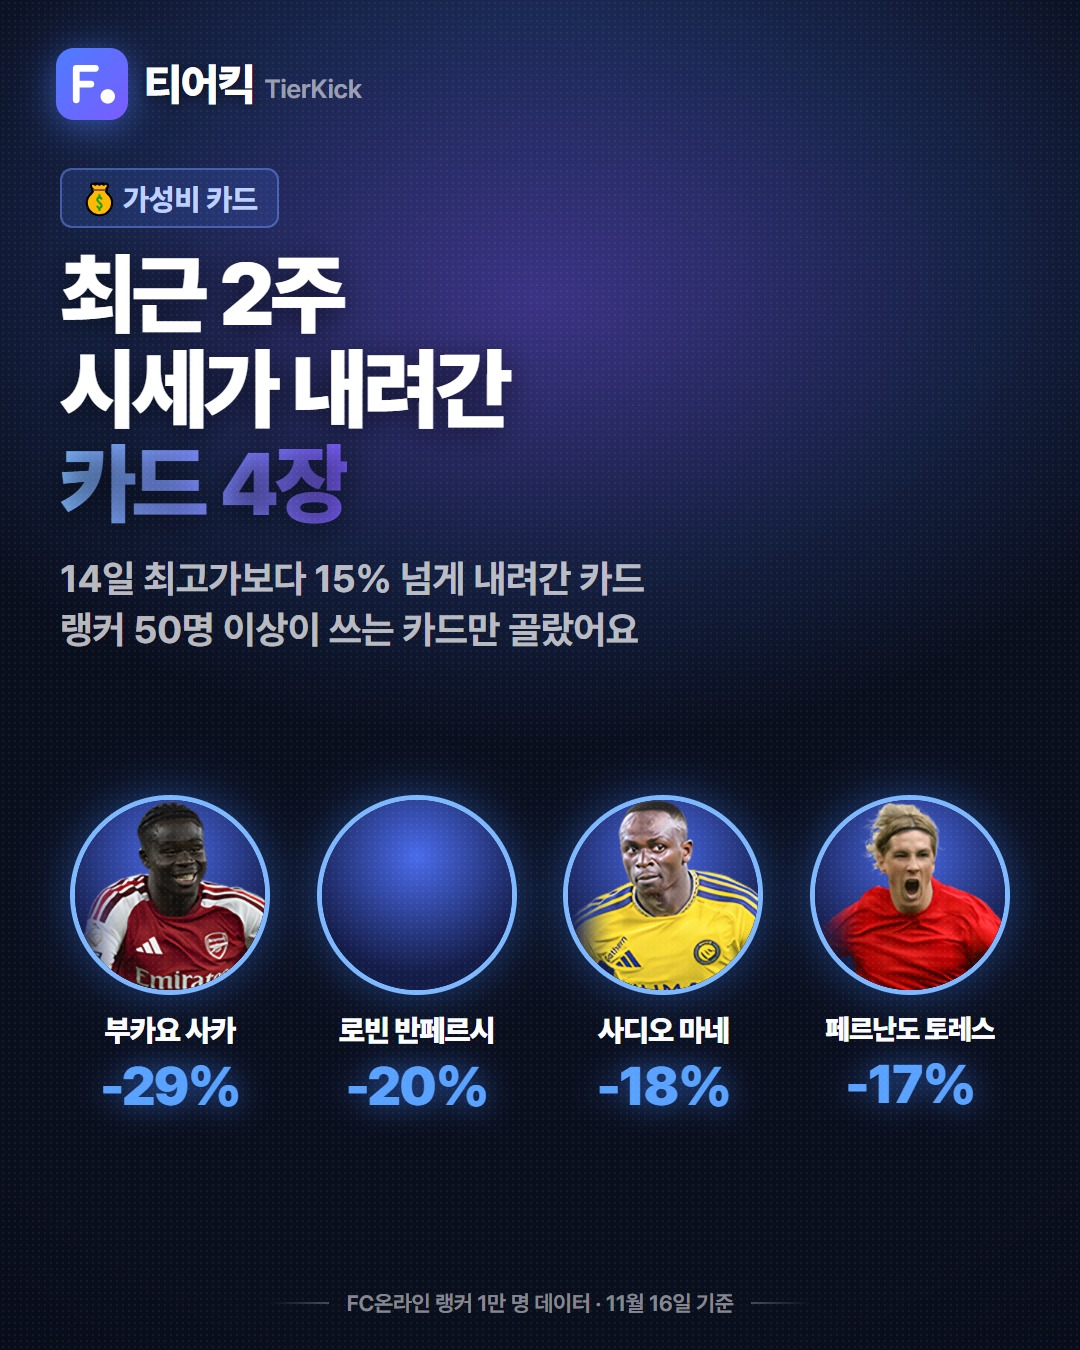 F.
티어킥 TierKick
💰 가성비 카드
최근 2주
시세가 내려간
카드 4장
14일 최고가보다 15% 넘게 내려간 카드
랭커 50명 이상이 쓰는 카드만 골랐어요
부카요 사카
-29%
로빈 반페르시
-20%
사디오 마네
-18%
페르난도 토레스
-17%
FC온라인 랭커 1만 명 데이터 · 11월 16일 기준